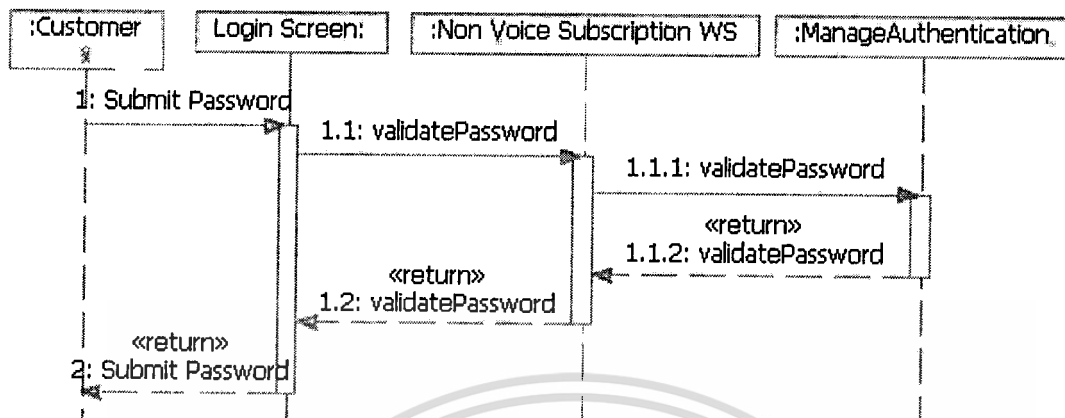 :Customer
Login Screen:
:Non Voice Subscription WS
:ManageAuthentication
1: Submit Password
1.1: validatePassword
1.1.1: validatePassword
«return»
1.1.2: validatePassword
«return»
1.2: validatePassword
«return»
2: Submit Password